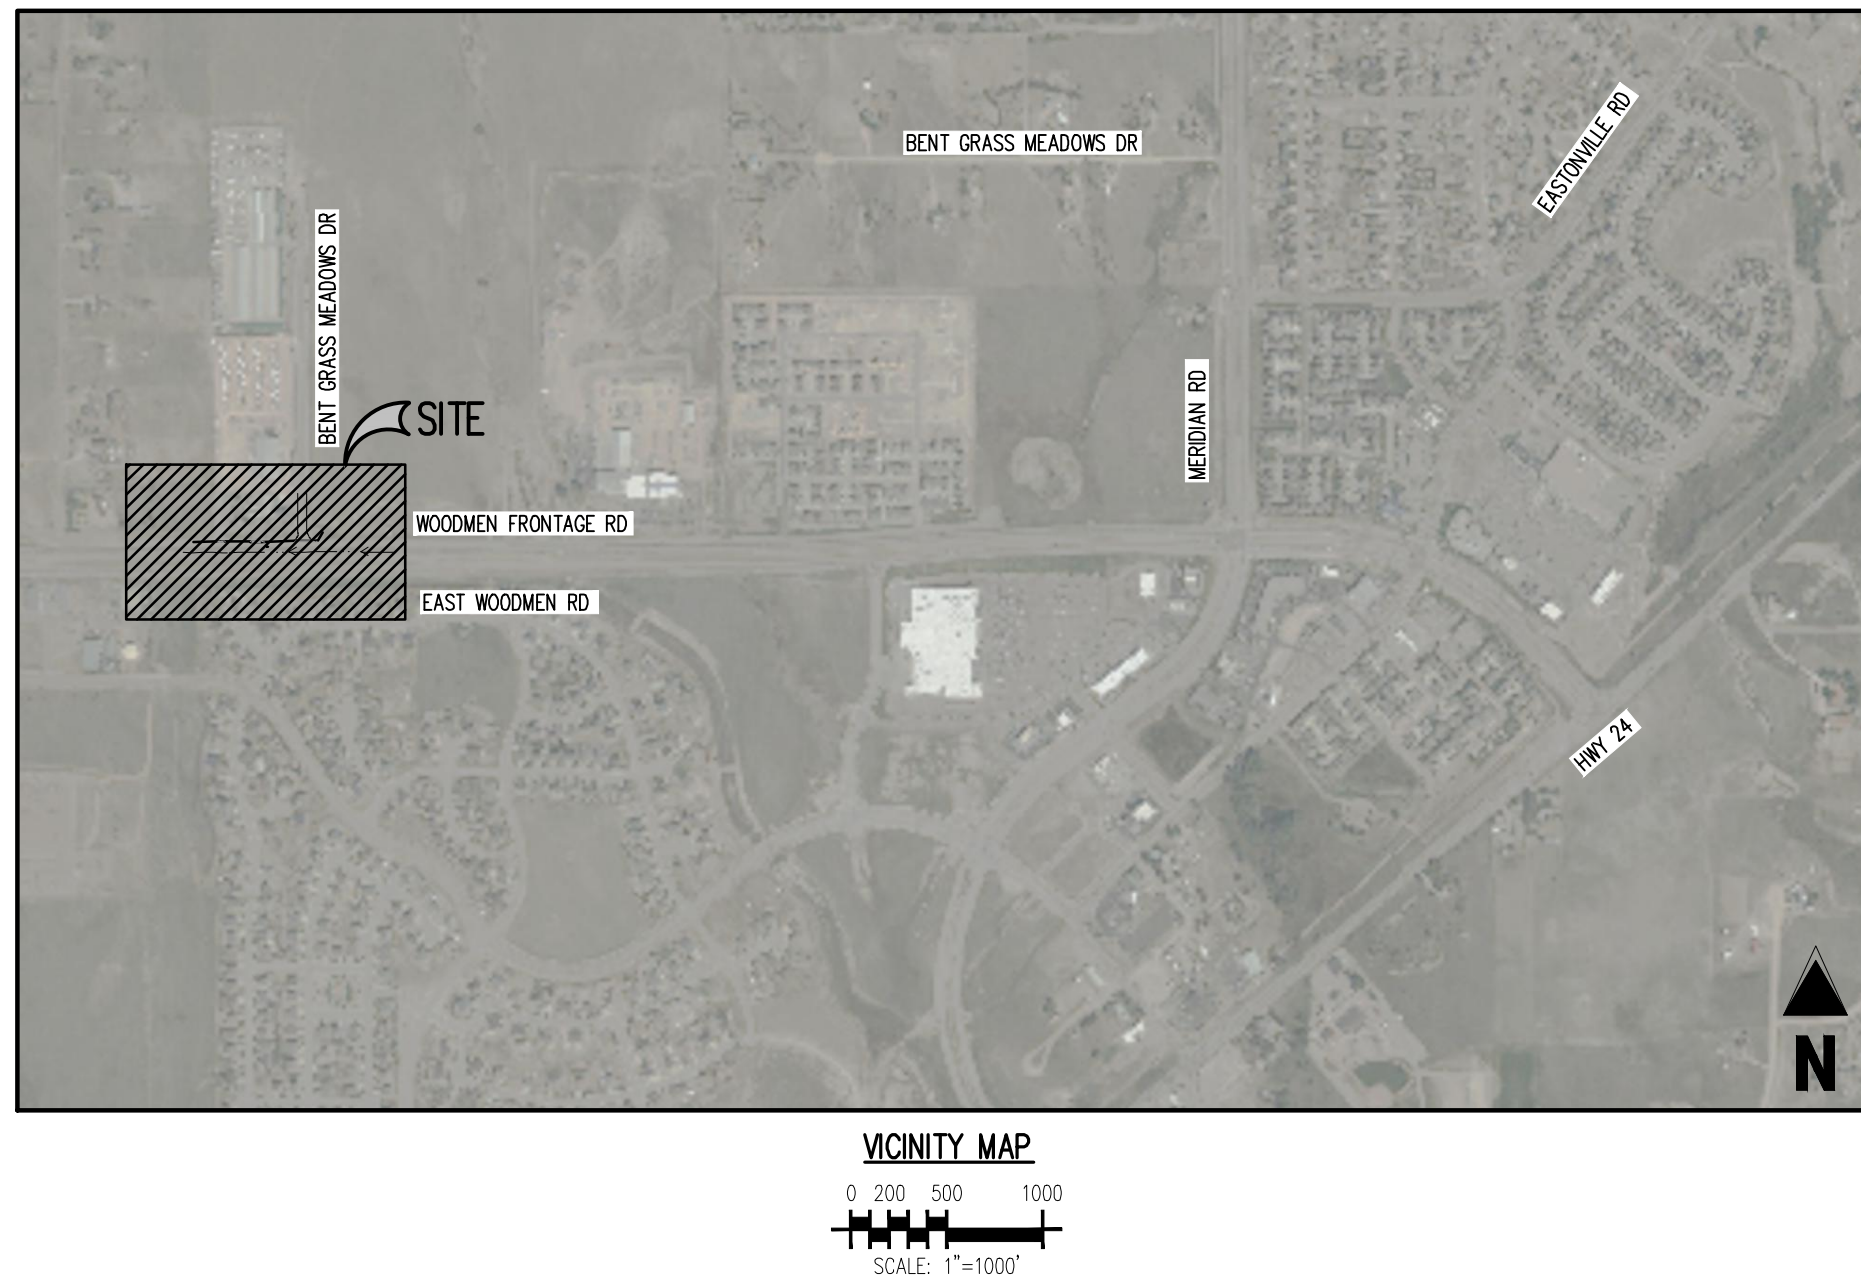 BENT GRASS MEADOWS DR
EASTONVILLE RD
BENT GRASS MEADOWS DR
MERIDIAN RD
SITE
WOODMEN FRONTAGE RD
EAST WOODMEN RD
HWY 24
N
VICINITY MAP
0 200 500 1000
SCALE: 1"=1000'